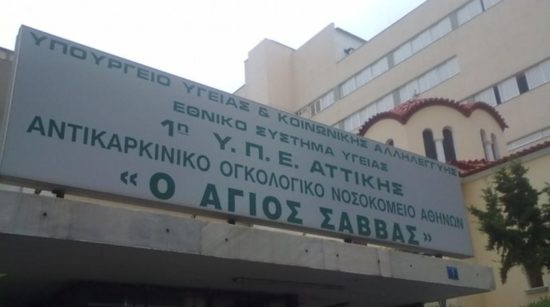 ΥΠΟΥΡΓΕΙΟ ΥΓΕΙΑΣ & ΚΟΙΝΩΝΙΚΗΣ ΑΛΛΗΛΕΓΓΥΗΣ
ΕΘΝΙΚΟ ΣΥΣΤΗΜΑ ΥΓΕΙΑΣ
1η Υ.Π.Ε. ΑΤΤΙΚΗΣ
ΑΝΤΙΚΑΡΚΙΝΙΚΟ ΟΓΚΟΛΟΓΙΚΟ ΝΟΣΟΚΟΜΕΙΟ ΑΘΗΝΩΝ
«Ο ΑΓΙΟΣ ΣΑΒΒΑΣ»